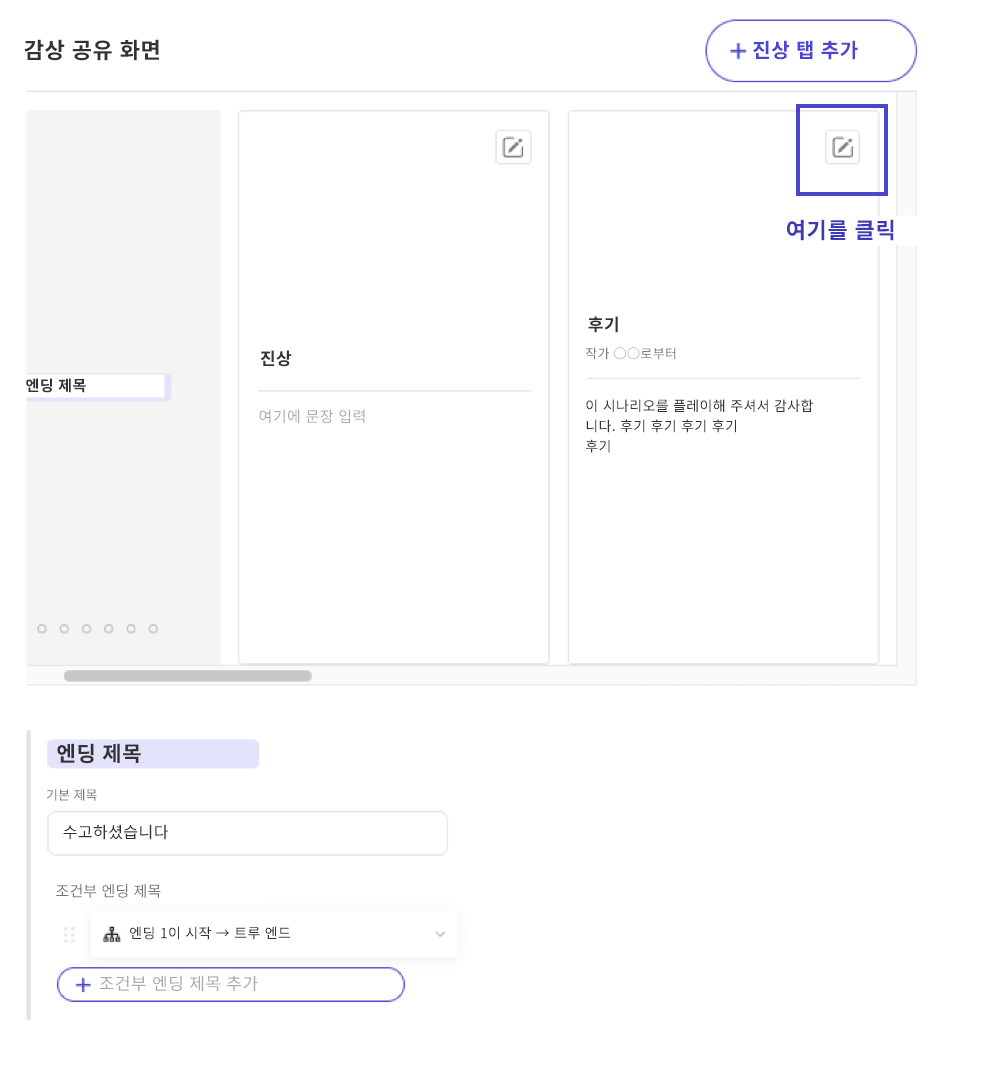 감상 공유 화면
+ 진상 탭 추가
여기를 클릭
엔딩 제목
진상
여기에 문장 입력
후기
작가 ○○로부터
이 시나리오를 플레이해 주셔서 감사합
니다. 후기 후기 후기 후기
후기
엔딩 제목
기본 제목
수고하셨습니다
조건부 엔딩 제목
엔딩 1이 시작 → 트루 엔드
+ 조건부 엔딩 제목 추가